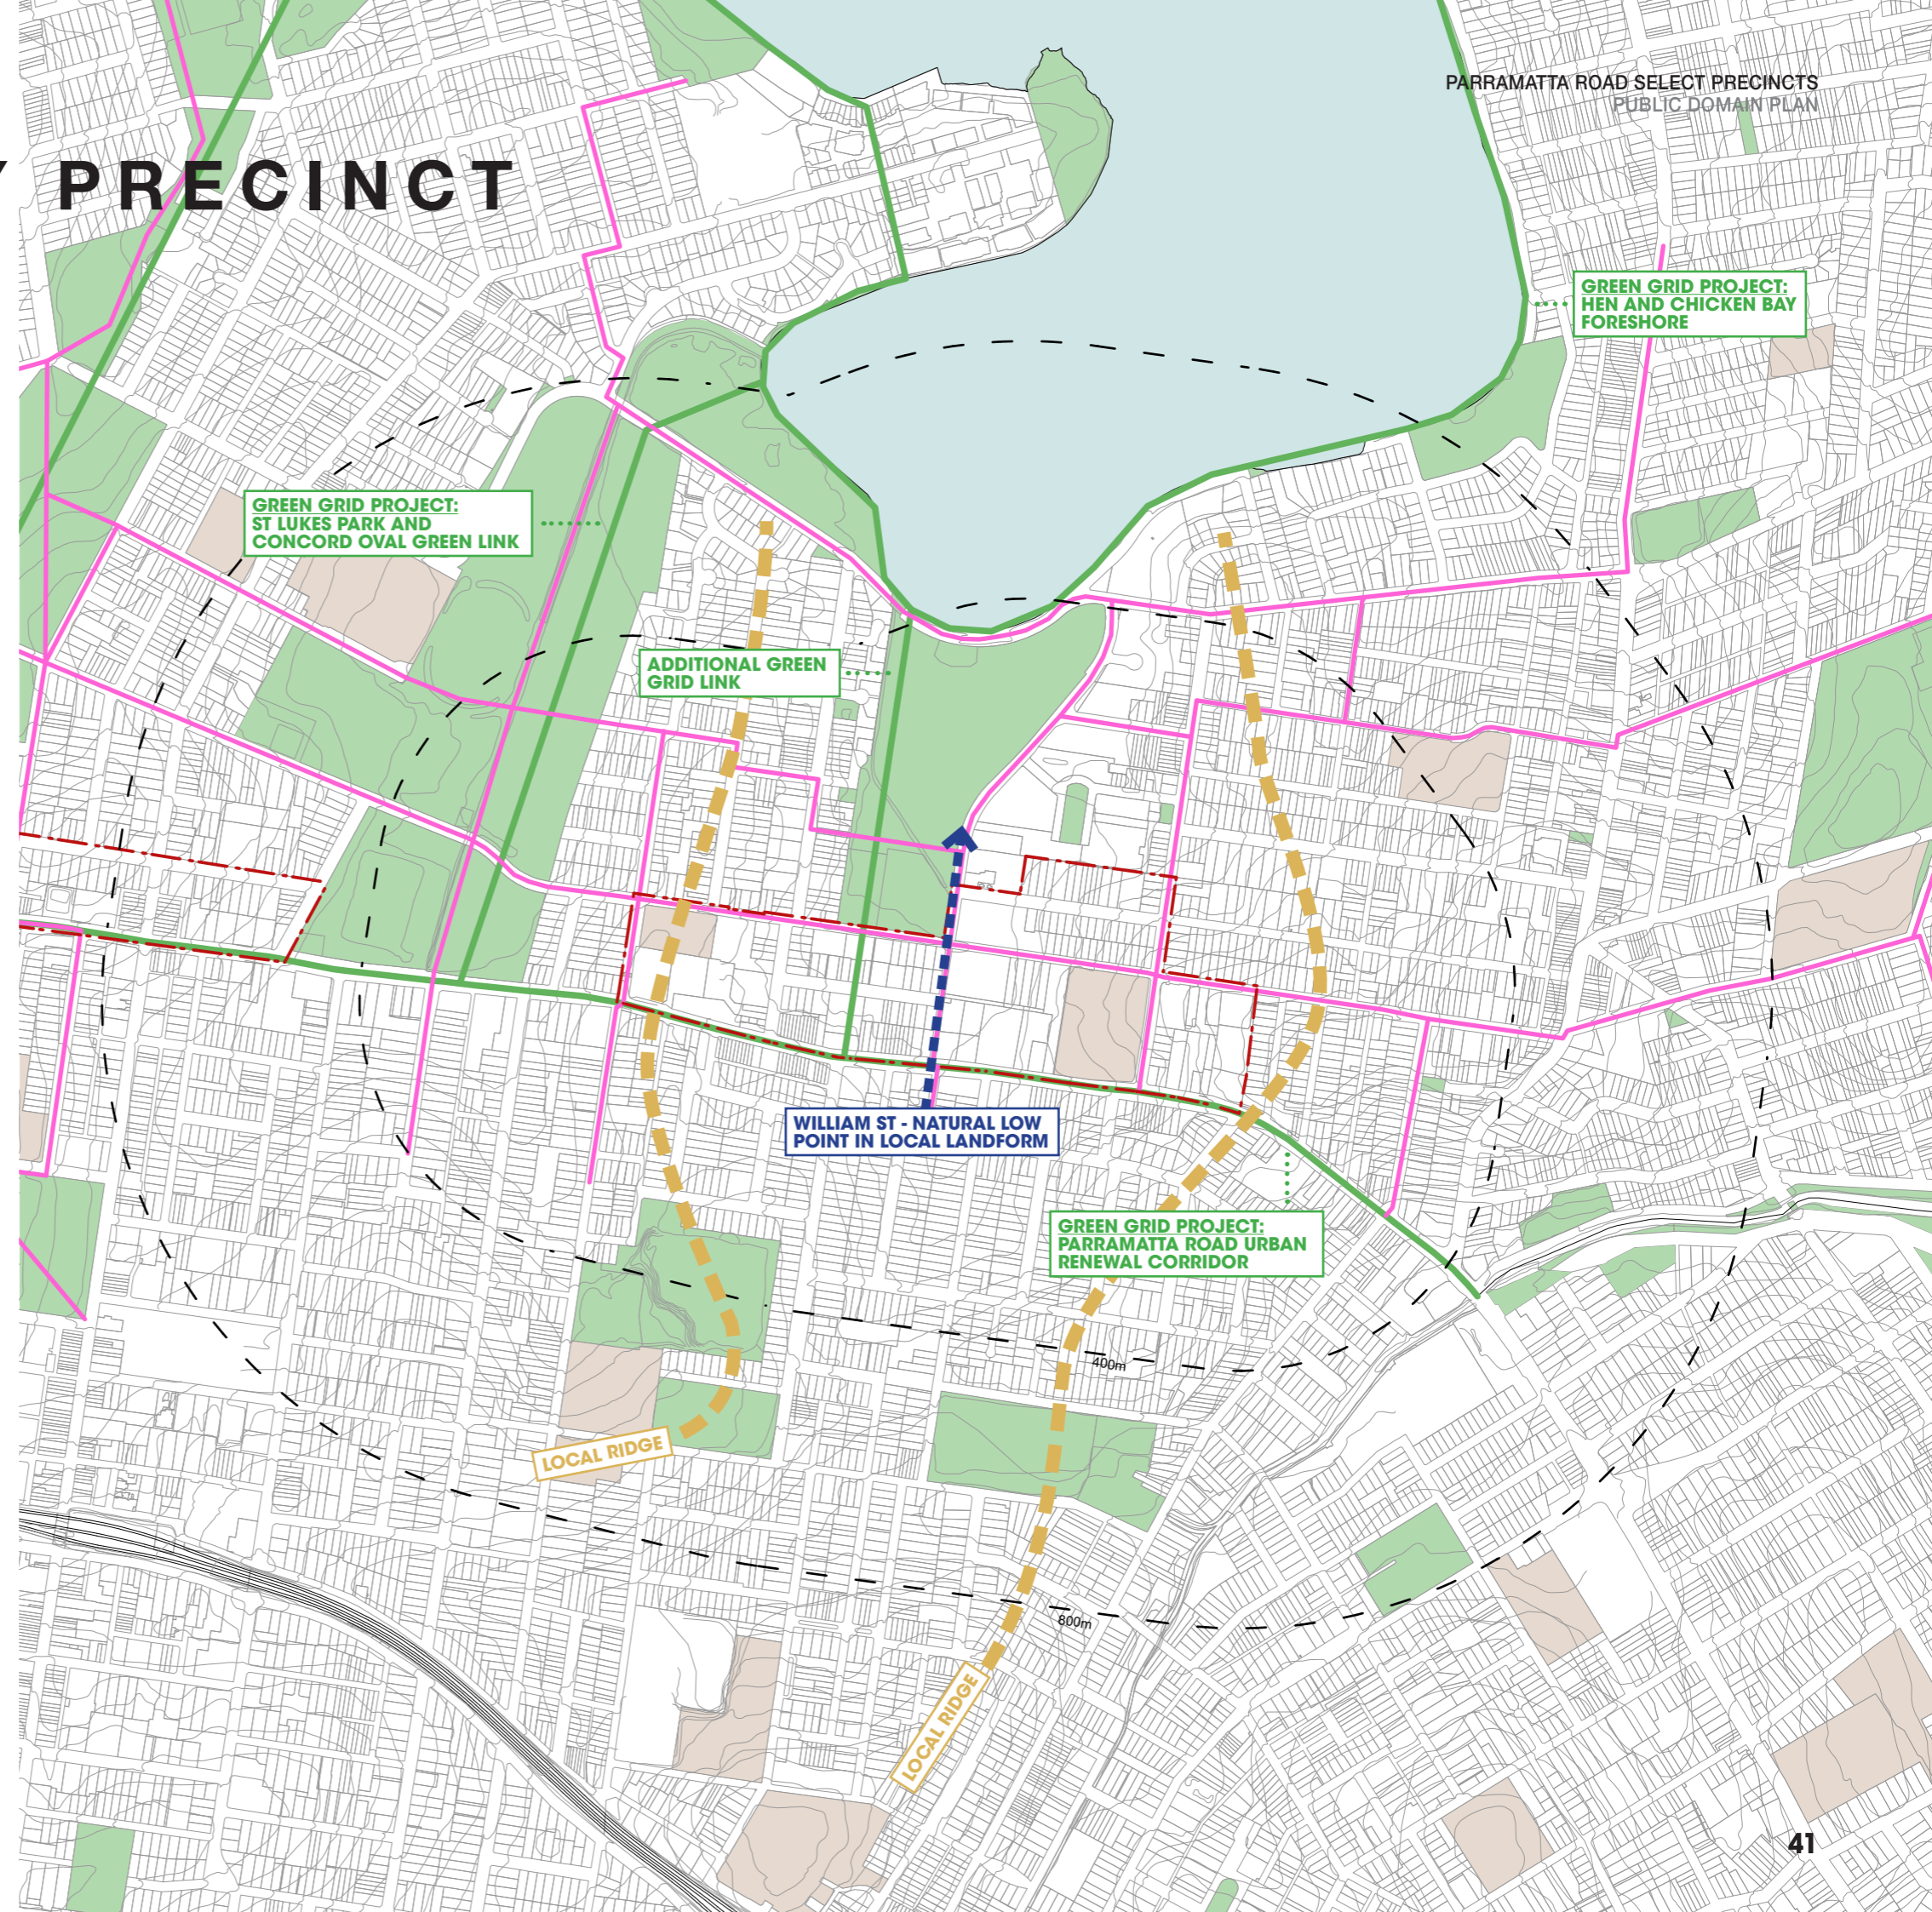 PARRAMATTA ROAD SELECT PRECINCTS
PUBLIC DOMAIN PLAN
PRECINCT
GREEN GRID PROJECT:
HEN AND CHICKEN BAY
FORESHORE
GREEN GRID PROJECT:
ST LUKES PARK AND
CONCORD OVAL GREEN LINK
ADDITIONAL GREEN
GRID LINK
WILLIAM ST - NATURAL LOW
POINT IN LOCAL LANDFORM
GREEN GRID PROJECT:
PARRAMATTA ROAD URBAN
RENEWAL CORRIDOR
400m
LOCAL RIDGE
800m
LOCAL RIDGE
41